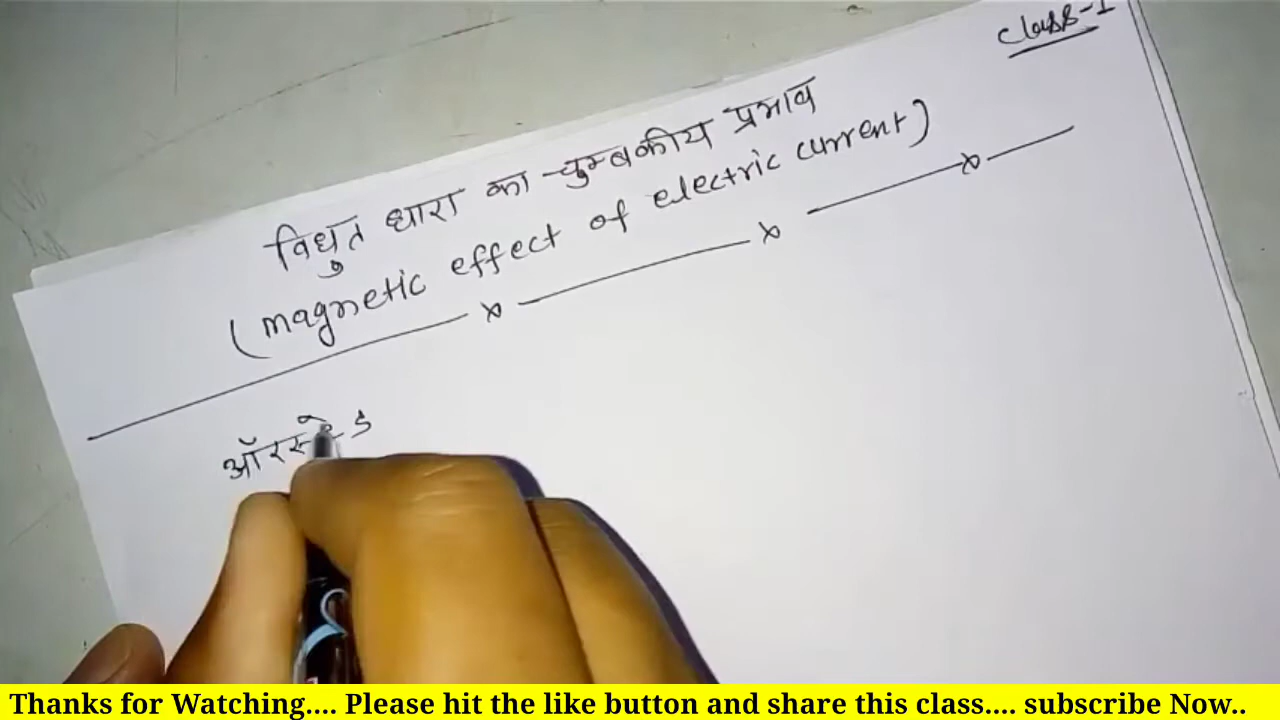 class-1
विधुत धारा का चुम्बकीय प्रभाव
(magnetic effect of electric current)
x x x
ऑरस्टेड
Thanks for Watching.... Please hit the like button and share this class.... subscribe Now..